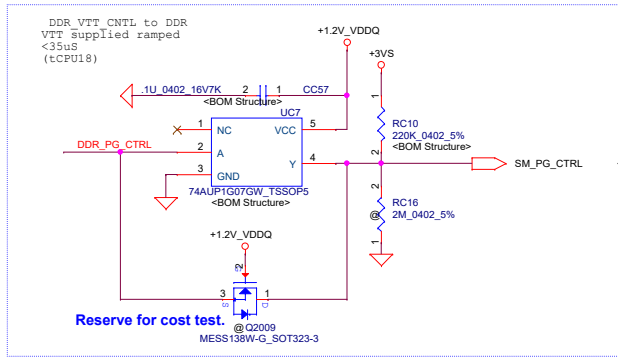 DDR_VTT_CNTL to DDR
VTT supplied ramped
<35uS
(tCPU18)
+1.2V_VDDQ
+3VS
.1U_0402_16V7K
2
1
CC57
<BOM Structure>
UC7
1
NC
VCC
5
DDR_PG_CTRL
2
A
Y
4
3
GND
74AUP1G07GW_TSSOP5
<BOM Structure>
1
RC10
220K_0402_5%
<BOM Structure>
2
SM_PG_CTRL
2
RC16
@
2M_0402_5%
1
+1.2V_VDDQ
2
G
3
S
1
D
Reserve for cost test.
@
Q2009
MESS138W-G_SOT323-3